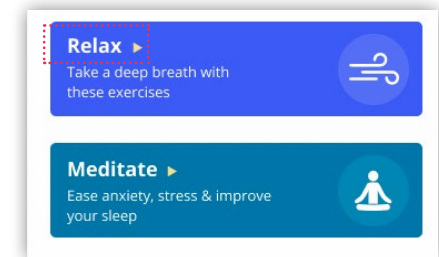 Relax
Take a deep breath with
these exercises
Meditate
Ease anxiety, stress & improve
your sleep